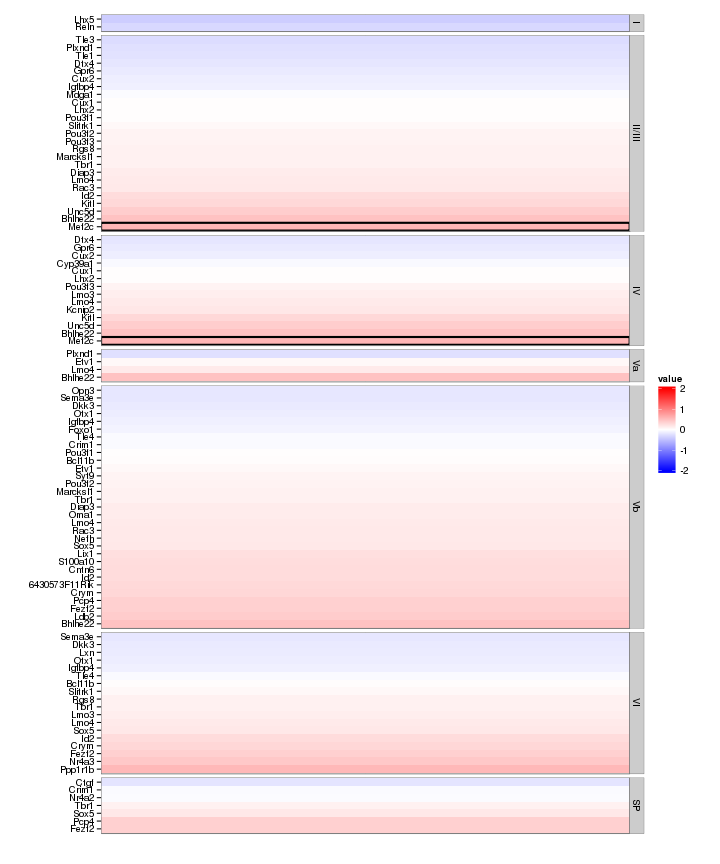 Lhx5
Reln
I
Tle3
Plxnd1
Tle1
Dtx4
Gpr6
Cux2
Igfbp4
Mdga1
Cux1
Lhx2
Pou3f1
Slitrk1
Pou3f2
Pou3f3
Rgs8
Marcksl1
Tbr1
Diap3
Lmo4
Rac3
Id2
Kitl
Unc5d
Bhlhe22
Mef2c
II/III
Dtx4
Gpr6
Cux2
Cyp39a1
Cux1
Lhx2
Pou3f3
Lmo3
Lmo4
Kcnip2
Kitl
Unc5d
Bhlhe22
Mef2c
IV
Plxnd1
Etv1
Lmo4
Bhlhe22
Va
Opn3
Sema3e
Dkk3
Otx1
Igfbp4
Foxo1
Tle4
Crim1
Pou3f1
Bcl11b
Etv1
Syt9
Pou3f2
Marcksl1
Tbr1
Diap3
Oma1
Lmo4
Rac3
Nefh
Sox5
Lix1
S100a10
Cntn6
Id2
6430573F11Rik
Crym
Pcp4
Fezf2
Ldb2
Bhlhe22
Vb
Sema3e
Dkk3
Lxn
Otx1
Igfbp4
Tle4
Bcl11b
Slitrk1
Rgs8
Tbr1
Lmo3
Lmo4
Sox5
Id2
Crym
Fezf2
Nr4a3
Ppp1r1b
VI
Ctgf
Crim1
Nr4a2
Tbr1
Sox5
Pcp4
Fezf2
SP
value
2
1
0
-1
-2